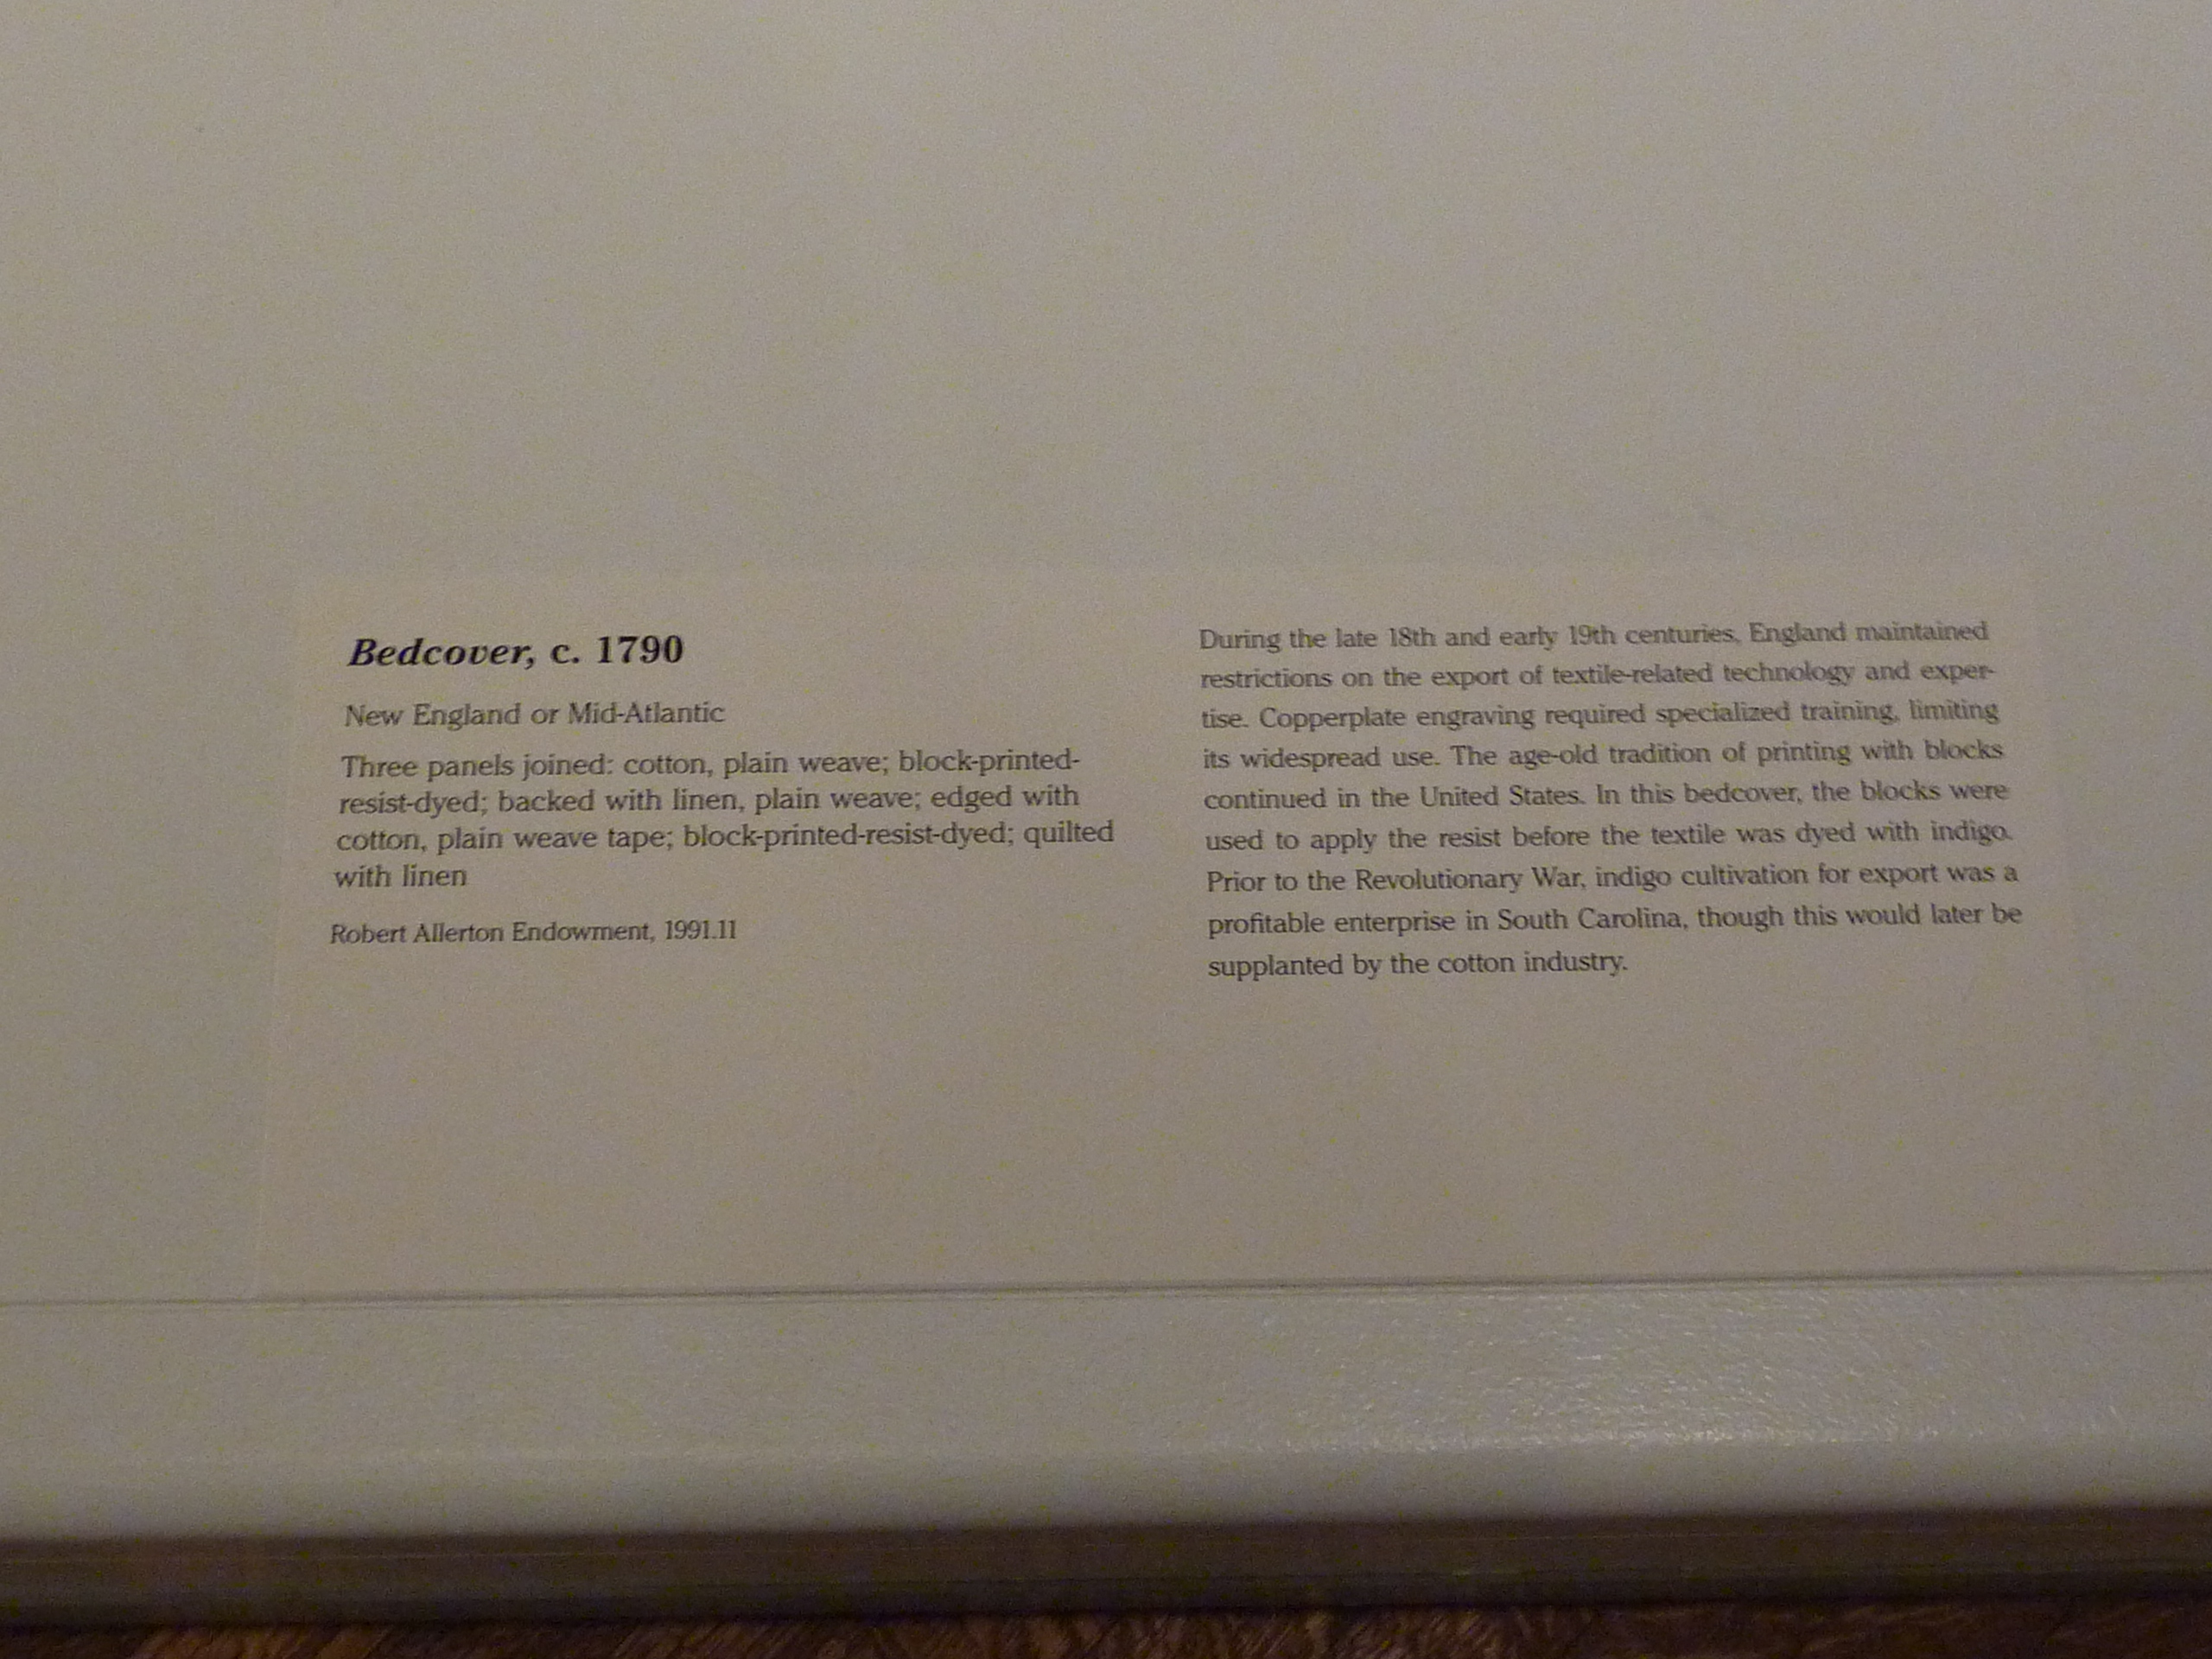 Bedcover, c. 1790
New England or Mid-Atlantic
Three panels joined: cotton, plain weave; block-printed-
resist-dyed; backed with linen, plain weave; edged with
cotton, plain weave tape; block-printed-resist-dyed; quilted
with linen
Robert Allerton Endowment, 1991.11
During the late 18th and early 19th centuries, England maintained
restrictions on the export of textile-related technology and exper-
tise. Copperplate engraving required specialized training, limiting
its widespread use. The age-old tradition of printing with blocks
continued in the United States. In this bedcover, the blocks were
used to apply the resist before the textile was dyed with indigo.
Prior to the Revolutionary War, indigo cultivation for export was a
profitable enterprise in South Carolina, though this would later be
supplanted by the cotton industry.